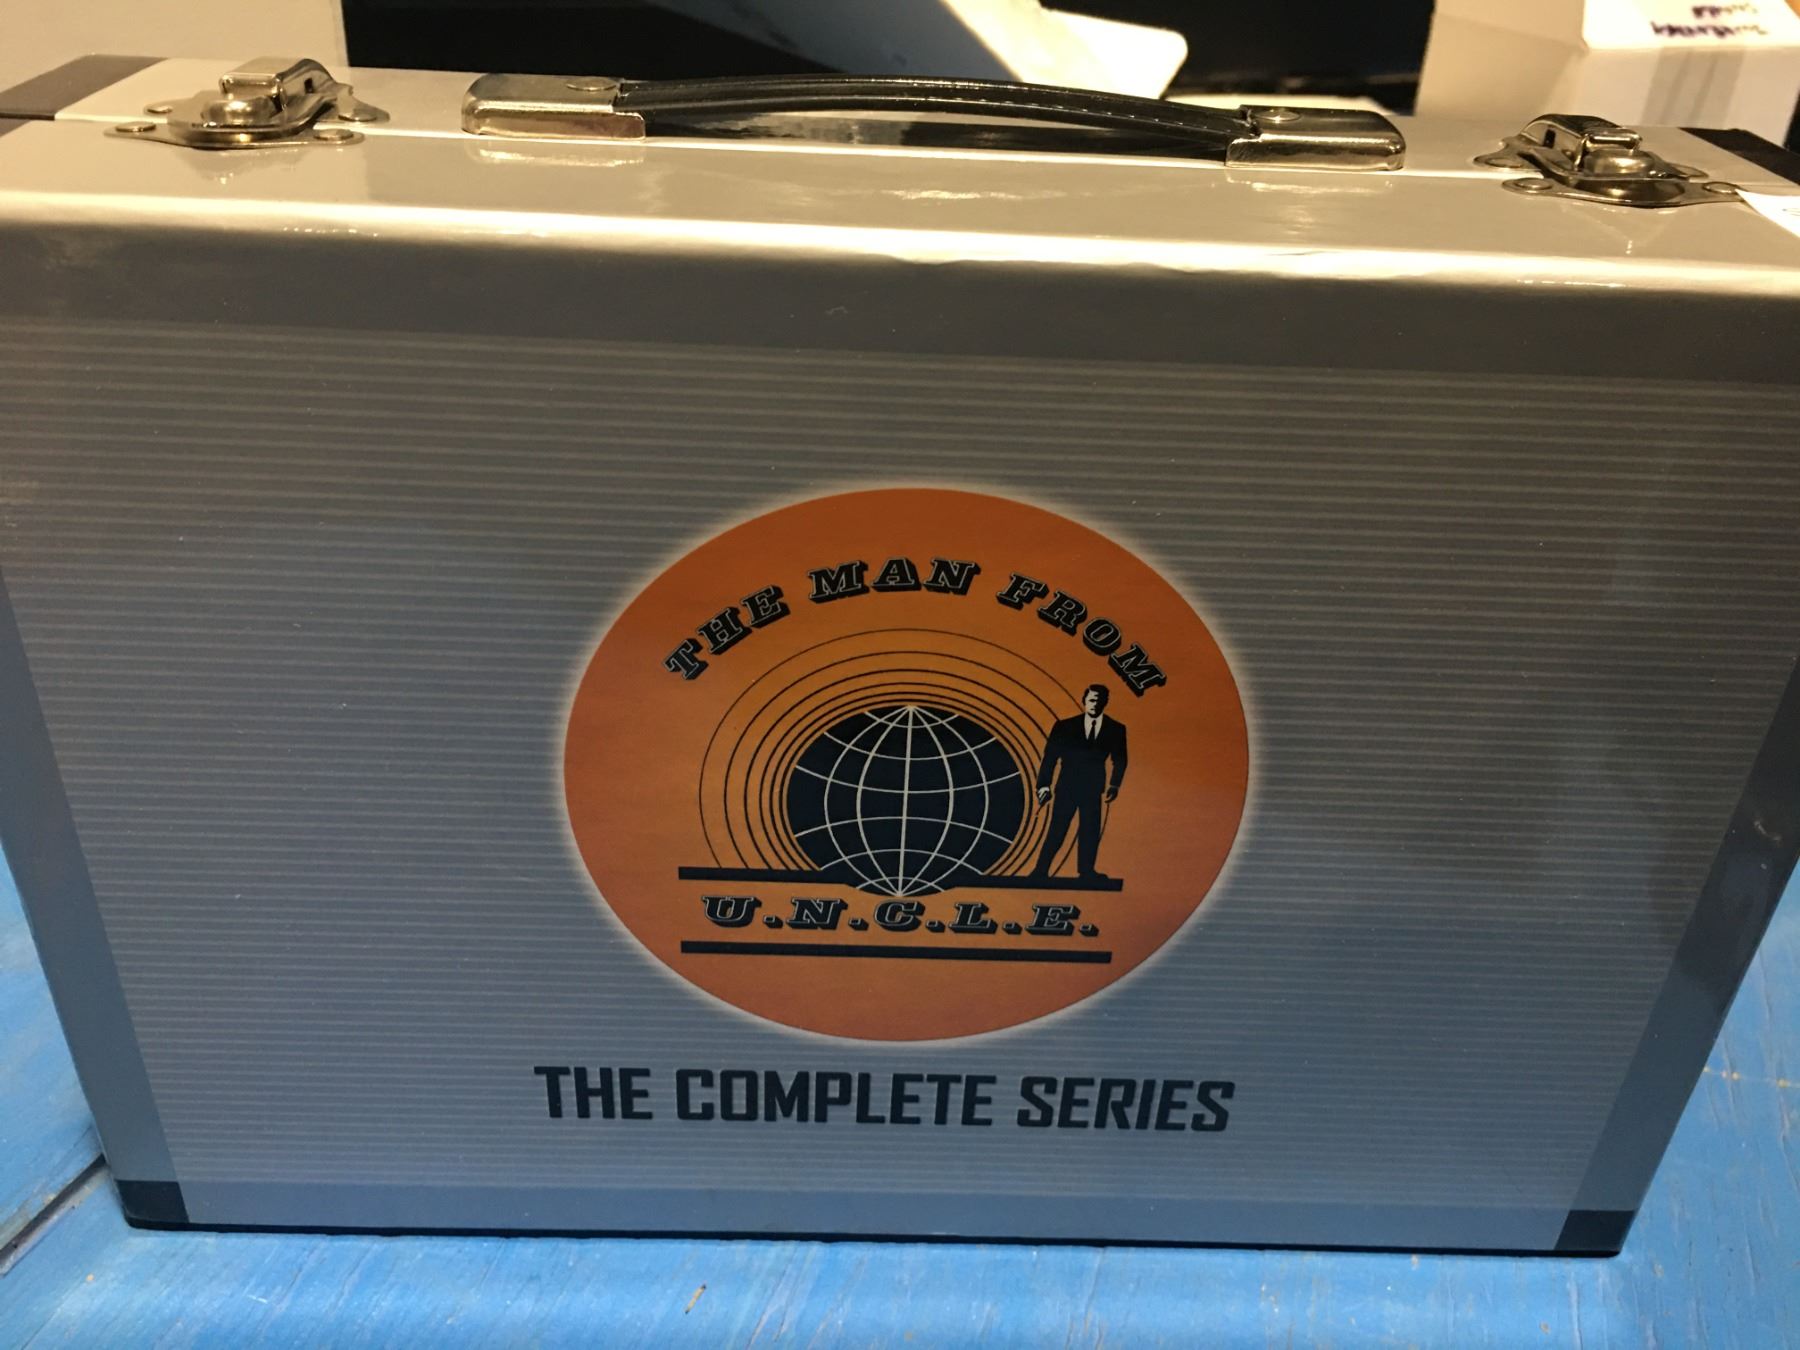 THE MAN FROM
U.N.C.L.E.
THE COMPLETE SERIES